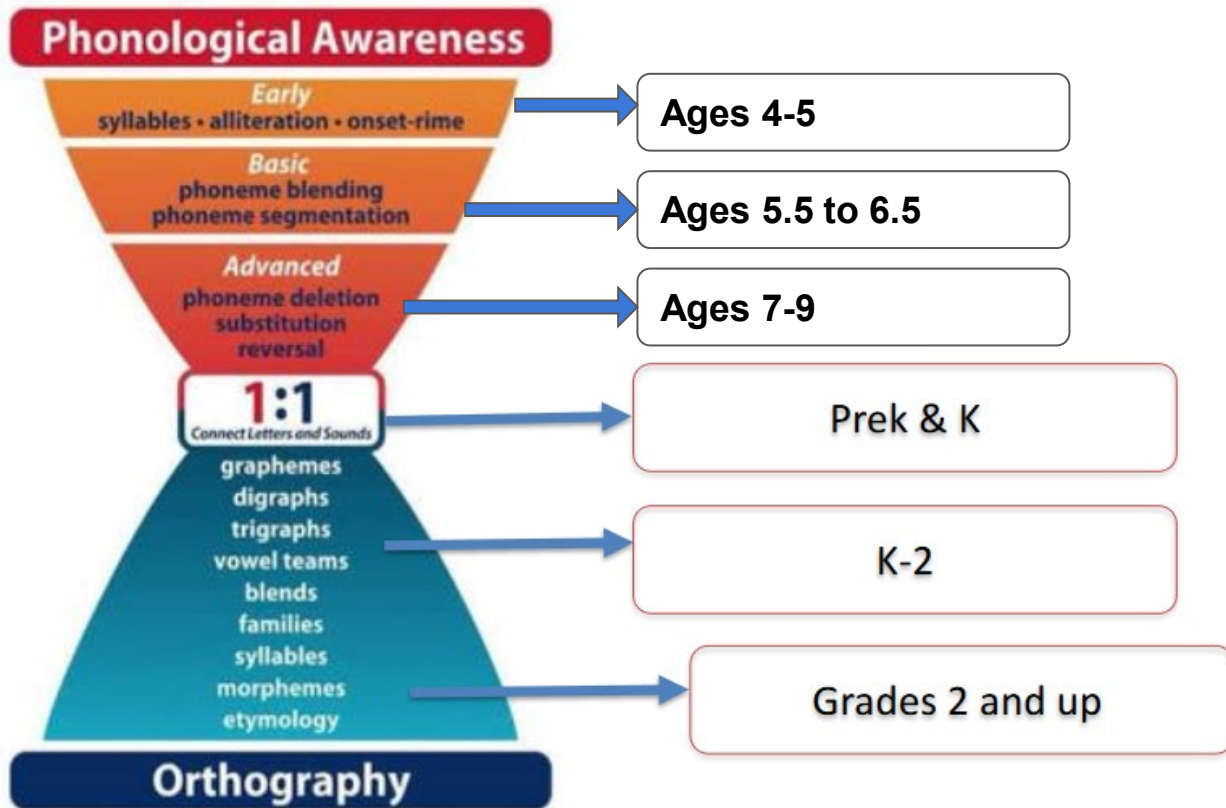 Phonological Awareness
Early
syllables • alliteration • onset-rime
Ages 4-5
Basic
phoneme blending
phoneme segmentation
Ages 5.5 to 6.5
Advanced
phoneme deletion
substitution
reversal
Ages 7-9
1:1
Connect Letters and Sounds
Prek & K
graphemes
digraphs
trigraphs
vowel teams
blends
families
syllables
morphemes
etymology
K-2
Grades 2 and up
Orthography